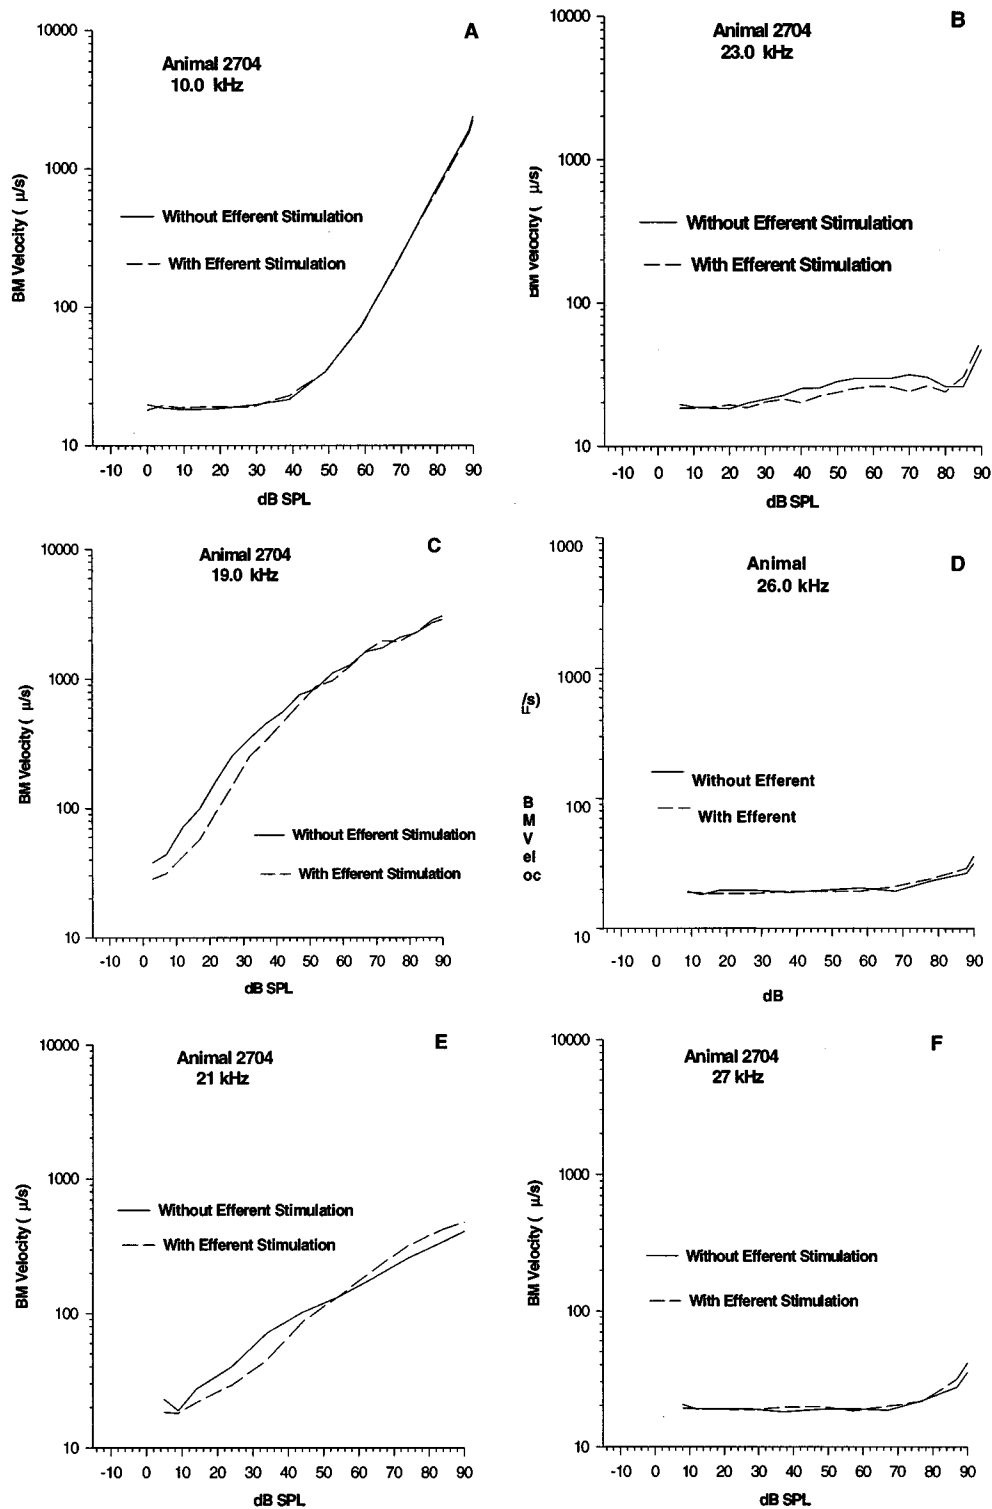 A
Animal 2704
10.0 kHz
10000
1000
100
10
BM Velocity ( μ/s)
Without Efferent Stimulation
With Efferent Stimulation
-10 0 10 20 30 40 50 60 70 80 90
dB SPL
B
Animal 2704
23.0 kHz
10000
1000
100
10
BM Velocity ( μ/s)
Without Efferent Stimulation
With Efferent Stimulation
-10 0 10 20 30 40 50 60 70 80 90
dB SPL
C
Animal 2704
19.0 kHz
10000
1000
100
10
BM Velocity ( μ/s)
Without Efferent Stimulation
With Efferent Stimulation
-10 0 10 20 30 40 50 60 70 80 90
dB SPL
D
Animal
26.0 kHz
1000
1000
100
10
μ/s)
B
M
V
el
oc
Without Efferent
With Efferent
-10 0 10 20 30 40 50 60 70 80 90
dB
E
Animal 2704
21 kHz
10000
1000
100
10
BM Velocity ( μ/s)
Without Efferent Stimulation
With Efferent Stimulation
-10 0 10 20 30 40 50 60 70 80 90
dB SPL
F
Animal 2704
27 kHz
10000
1000
100
10
BM Velocity ( μ/s)
Without Efferent Stimulation
With Efferent Stimulation
-10 0 10 20 30 40 50 60 70 80 90
dB SPL